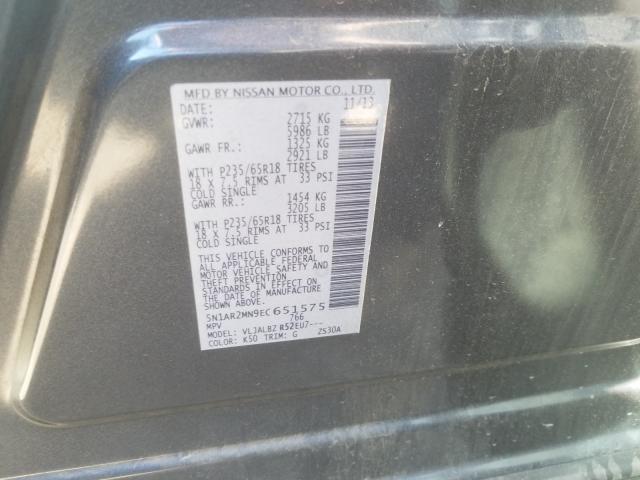 MFD BY NISSAN MOTOR CO., LTD.
DATE: 11/13
GVWR: 2715 KG
5986 LB
GAWR FR.: 1325 KG
2921 LB
WITH P235/65R18 TIRES
18 X 7.5 RIMS AT 33 PSI
COLD SINGLE
GAWR RR.: 1454 KG
3205 LB
WITH P235/65R18 TIRES
18 X 7.5 RIMS AT 33 PSI
COLD SINGLE
THIS VEHICLE CONFORMS TO
ALL APPLICABLE FEDERAL
MOTOR VEHICLE SAFETY AND
THEFT PREVENTION
STANDARDS IN EFFECT ON THE
DATE OF MANUFACTURE
5N1AR2MN9EC651575
MPV 766
MODEL: VLJALBZ R52EU7---
COLOR: K50 TRIM: G ZS30A